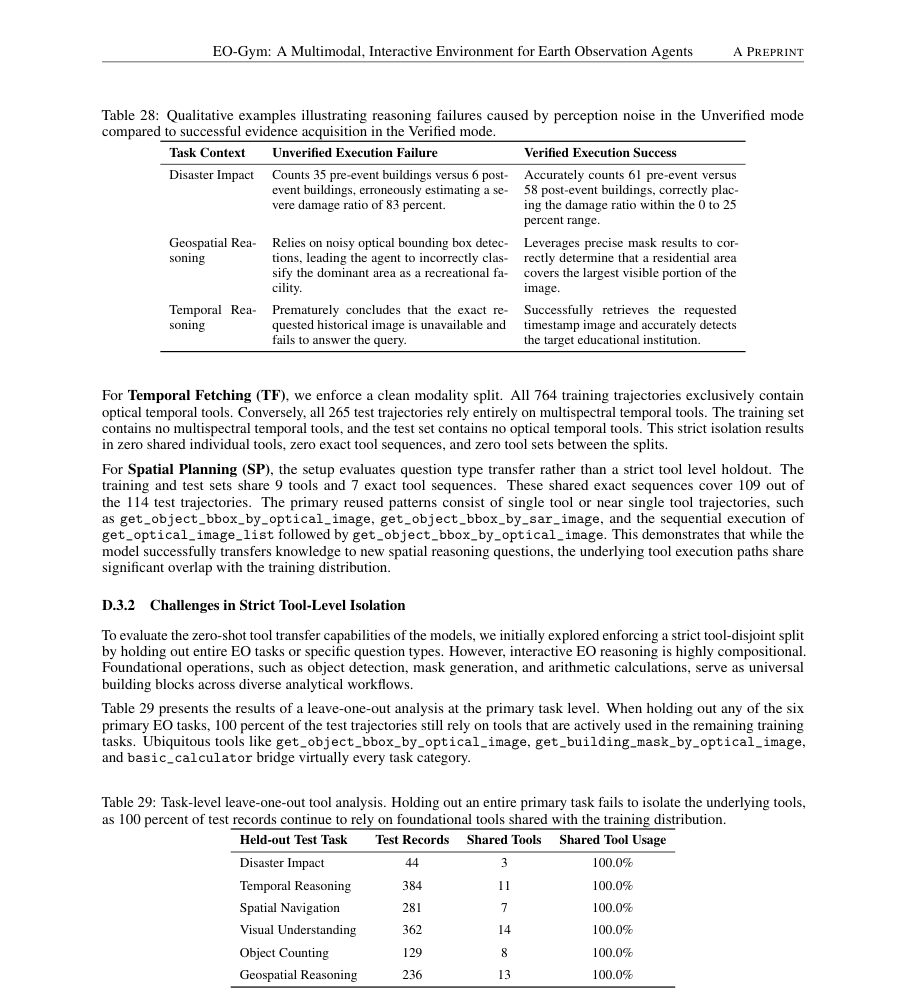 EO-Gym: A Multimodal, Interactive Environment for Earth Observation Agents A PREPRINT
Table 28: Qualitative examples illustrating reasoning failures caused by perception noise in the Unverified mode
compared to successful evidence acquisition in the Verified mode.
Task Context Unverified Execution Failure Verified Execution Success
Disaster Impact Counts 35 pre-event buildings versus 6 post- Accurately counts 61 pre-event versus
event buildings, erroneously estimating a se- 58 post-event buildings, correctly plac-
vere damage ratio of 83 percent. ing the damage ratio within the 0 to 25
percent range.
Geospatial Rea- Relies on noisy optical bounding box detec- Leverages precise mask results to cor-
soning tions, leading the agent to incorrectly clas- rectly determine that a residential area
sify the dominant area as a recreational fa- covers the largest visible portion of the
cility. image.
Temporal Rea- Prematurely concludes that the exact re- Successfully retrieves the requested
soning quested historical image is unavailable and timestamp image and accurately detects
fails to answer the query. the target educational institution.
For Temporal Fetching (TF), we enforce a clean modality split. All 764 training trajectories exclusively contain
optical temporal tools. Conversely, all 265 test trajectories rely entirely on multispectral temporal tools. The training set
contains no multispectral temporal tools, and the test set contains no optical temporal tools. This strict isolation results
in zero shared individual tools, zero exact tool sequences, and zero tool sets between the splits.
For Spatial Planning (SP), the setup evaluates question type transfer rather than a strict tool level holdout. The
training and test sets share 9 tools and 7 exact tool sequences. These shared exact sequences cover 109 out of
the 114 test trajectories. The primary reused patterns consist of single tool or near single tool trajectories, such
as get_object_bbox_by_optical_image, get_object_bbox_by_sar_image, and the sequential execution of
get_optical_image_list followed by get_object_bbox_by_optical_image. This demonstrates that while the
model successfully transfers knowledge to new spatial reasoning questions, the underlying tool execution paths share
significant overlap with the training distribution.
D.3.2 Challenges in Strict Tool-Level Isolation
To evaluate the zero-shot tool transfer capabilities of the models, we initially explored enforcing a strict tool-disjoint split
by holding out entire EO tasks or specific question types. However, interactive EO reasoning is highly compositional.
Foundational operations, such as object detection, mask generation, and arithmetic calculations, serve as universal
building blocks across diverse analytical workflows.
Table 29 presents the results of a leave-one-out analysis at the primary task level. When holding out any of the six
primary EO tasks, 100 percent of the test trajectories still rely on tools that are actively used in the remaining training
tasks. Ubiquitous tools like get_object_bbox_by_optical_image, get_building_mask_by_optical_image,
and basic_calculator bridge virtually every task category.
Table 29: Task-level leave-one-out tool analysis. Holding out an entire primary task fails to isolate the underlying tools,
as 100 percent of test records continue to rely on foundational tools shared with the training distribution.
Held-out Test Task Test Records Shared Tools Shared Tool Usage
Disaster Impact 44 3 100.0%
Temporal Reasoning 384 11 100.0%
Spatial Navigation 281 7 100.0%
Visual Understanding 362 14 100.0%
Object Counting 129 8 100.0%
Geospatial Reasoning 236 13 100.0%